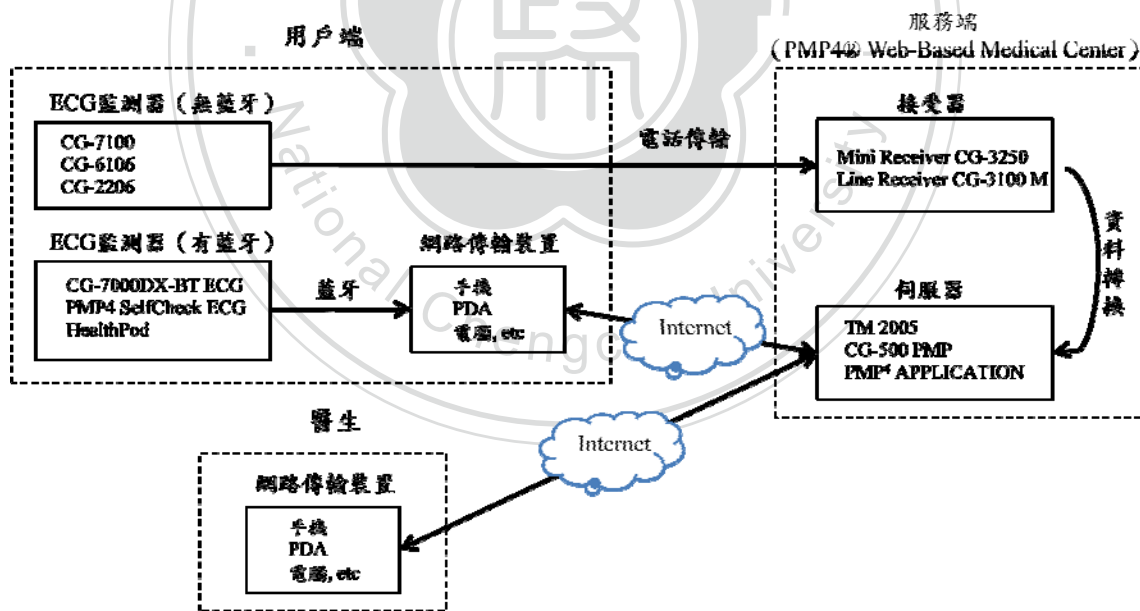 用戶端
服務端
(PMP4® Web-Based Medical Center)
ECG監測器(無藍牙)
CG-7100
CG-6106
CG-2206
電話傳輸
接受器
Mini Receiver CG-3250
Line Receiver CG-3100 M
資料轉換
ECG監測器(有藍牙)
CG-7000DX-BT ECG
PMP4 SelfCheck ECG
HealthPod
藍牙
網路傳輸裝置
手機
PDA
電腦, etc
Internet
伺服器
TM 2005
CG-500 PMP
PMP⁴ APPLICATION
醫生
網路傳輸裝置
手機
PDA
電腦, etc
Internet
National Chengchi University